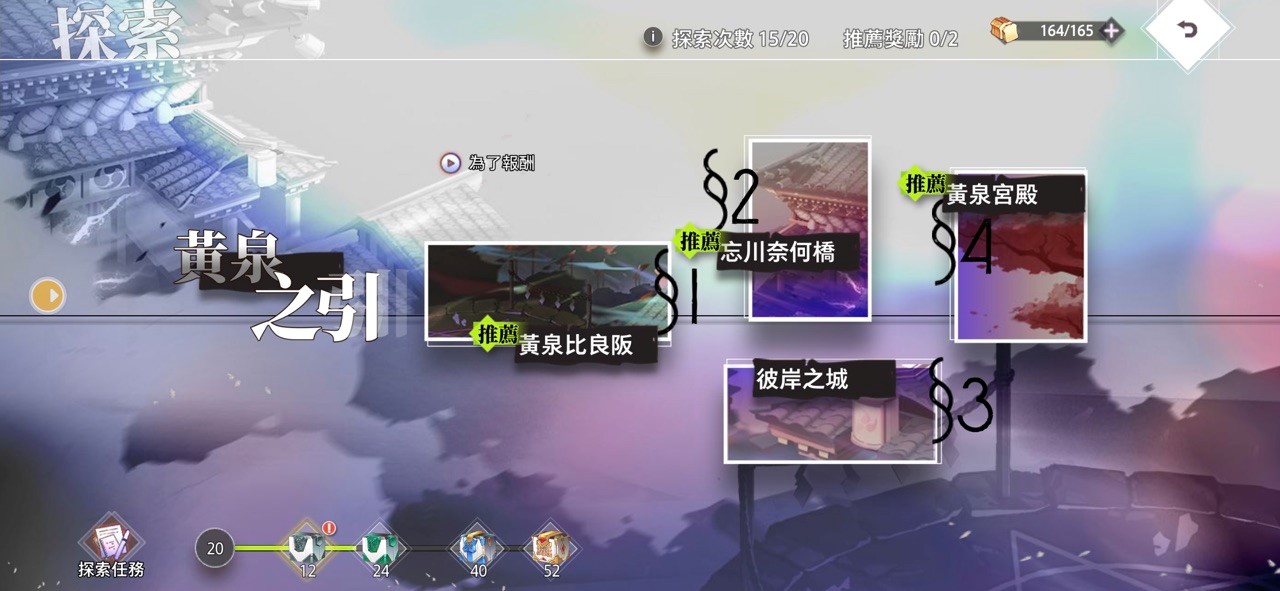 探索
探索次數 15/20
推薦獎勵 0/2
164/165
為了報酬
黃泉
之引
§1
推薦
黃泉比良阪
§2
推薦
忘川奈何橋
§3
彼岸之城
§4
推薦
黃泉宮殿
探索任務
20
12
24
40
52